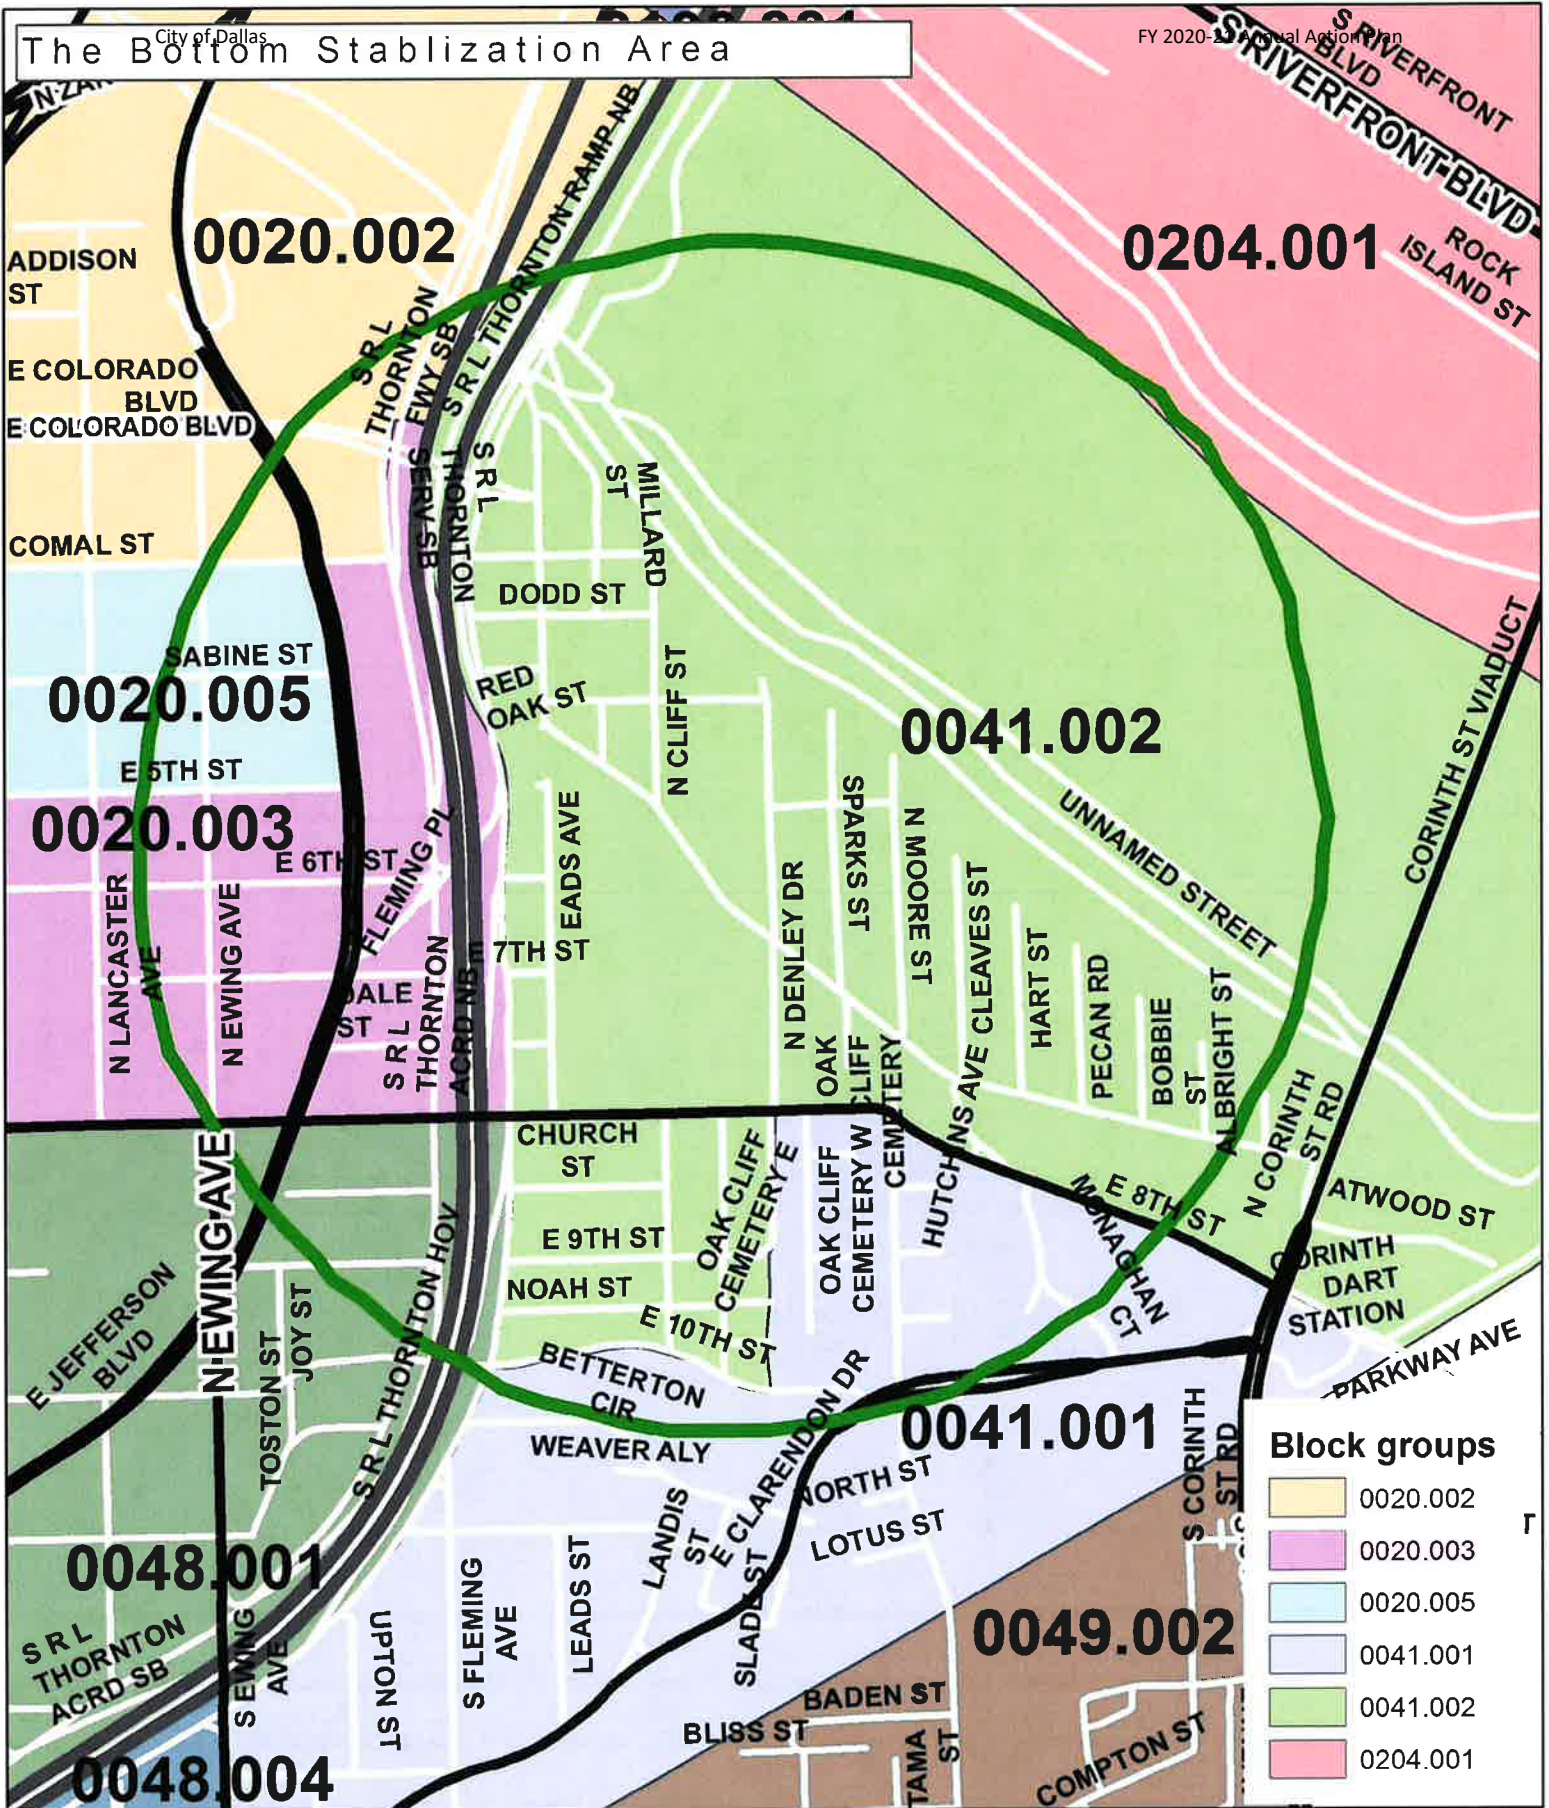 City of Dallas
FY 2020-21 Annual Action Plan
The Bottom Stablization Area
S RIVERFRONT
BLVD
S RIVERFRONT BLVD
0020.002
0204.001
ROCK
ISLAND ST
ADDISON
ST
S R L THORNTON RAMP NB
S R L
THORNTON
FWY SB
SERV SB
E COLORADO
BLVD
E COLORADO BLVD
S R L
THORNTON
MILLARD
ST
COMAL ST
DODD ST
SABINE ST
0020.005
RED
OAK ST
N CLIFF ST
0041.002
CORINTH ST VIADUCT
E 5TH ST
0020.003
E 6TH ST
FLEMING PL
EADS AVE
SPARKS ST
N MOORE ST
UNNAMED STREET
N LANCASTER
AVE
N EWING AVE
E 7TH ST
N DENLEY DR
CLEAVES ST
HART ST
PECAN RD
BOBBIE
ST
ALBRIGHT ST
DALE
ST
S R L
THORNTON
ACRD NB
OAK
CLIFF
CEMETERY
HUTCHINS AVE
N CORINTH
ST RD
CHURCH
ST
OAK CLIFF
CEMETERY E
OAK CLIFF
CEMETERY W
N EWING AVE
E 8TH ST
ATWOOD ST
MONAGHAN
CT
E 9TH ST
NOAH ST
E 10TH ST
CORINTH
DART
STATION
E JEFFERSON
BLVD
TOSTON ST
JOY ST
S R L THORNTON HOV
BETTERTON
CIR
WEAVER ALY
E CLARENDON DR
PARKWAY AVE
0041.001
S CORINTH
ST RD
NORTH ST
LOTUS ST
LANDIS
ST
SLADE ST
0048.001
S R L
THORNTON
ACRD SB
S EWING
AVE
UPTON ST
S FLEMING
AVE
LEADS ST
0049.002
BADEN ST
BLISS ST
TAMA
ST
COMPTON ST
0048.004
Block groups
0020.002
0020.003
0020.005
0041.001
0041.002
0204.001